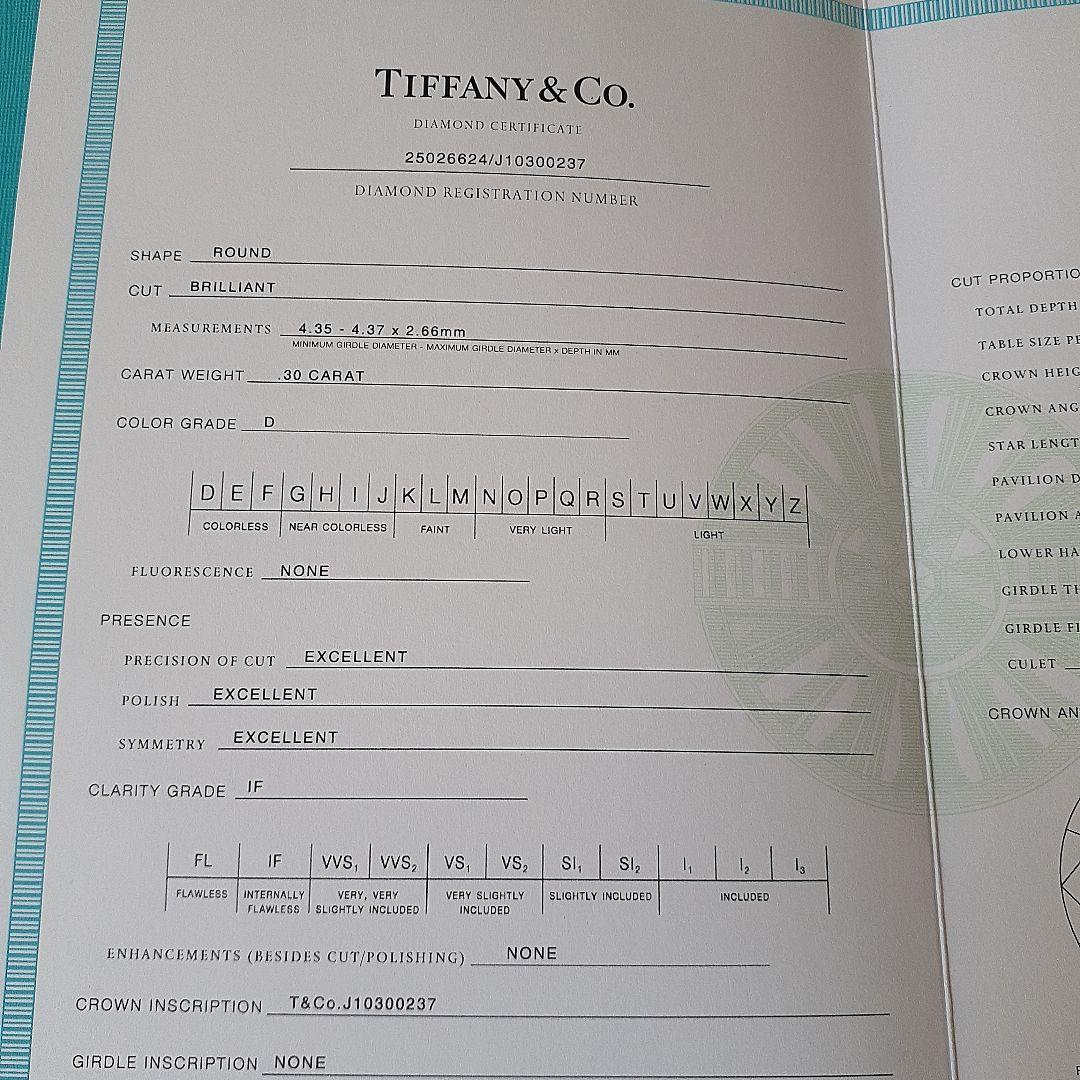 TIFFANY & CO.
DIAMOND CERTIFICATE
25026624/J10300237
DIAMOND REGISTRATION NUMBER
SHAPE ROUND
CUT BRILLIANT
MEASUREMENTS 4.35 - 4.37 x 2.66mm
MINIMUM GIRDLE DIAMETER - MAXIMUM GIRDLE DIAMETER x DEPTH IN MM
CARAT WEIGHT .30 CARAT
COLOR GRADE D
D E F G H I J K L M N O P Q R S T U V W X Y Z
COLORLESS NEAR COLORLESS FAINT VERY LIGHT LIGHT
FLUORESCENCE NONE
PRESENCE
PRECISION OF CUT EXCELLENT
POLISH EXCELLENT
SYMMETRY EXCELLENT
CLARITY GRADE IF
FL IF VVS1 VVS2 VS1 VS2 SI1 SI2 I1 I2 I3
FLAWLESS INTERNALLY FLAWLESS VERY, VERY SLIGHTLY INCLUDED VERY SLIGHTLY INCLUDED SLIGHTLY INCLUDED INCLUDED
ENHANCEMENTS (BESIDES CUT/POLISHING) NONE
CROWN INSCRIPTION T&Co.J10300237
GIRDLE INSCRIPTION NONE
CUT PROPORTIO
TOTAL DEPTH
TABLE SIZE PE
CROWN HEIG
CROWN ANG
STAR LENGT
PAVILION D
PAVILION A
LOWER HA
GIRDLE TH
GIRDLE FI
CULET
CROWN AN